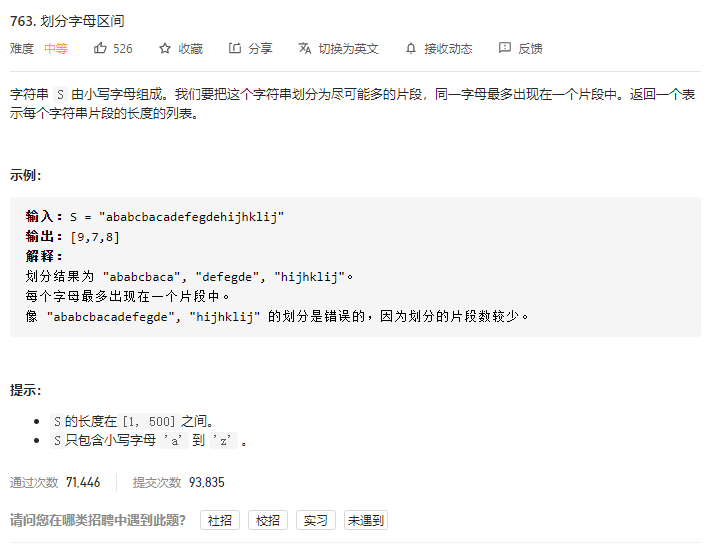 763. 划分字母区间
难度 中等 526 收藏 分享 切换为英文 接收动态 反馈
字符串 S 由小写字母组成。我们要把这个字符串划分为尽可能多的片段，同一字母最多出现在一个片段中。返回一个表
示每个字符串片段的长度的列表。
示例：
输入：S = "ababcbacadefegdehijhklij"
输出：[9,7,8]
解释：
划分结果为 "ababcbaca", "defegde", "hijhklij"。
每个字母最多出现在一个片段中。
像 "ababcbacadefegde", "hijhklij" 的划分是错误的，因为划分的片段数较少。
提示：
S 的长度在 [1, 500] 之间。
S 只包含小写字母 'a' 到 'z' 。
通过次数 71,446 提交次数 93,835
请问您在哪类招聘中遇到此题？ 社招 校招 实习 未遇到